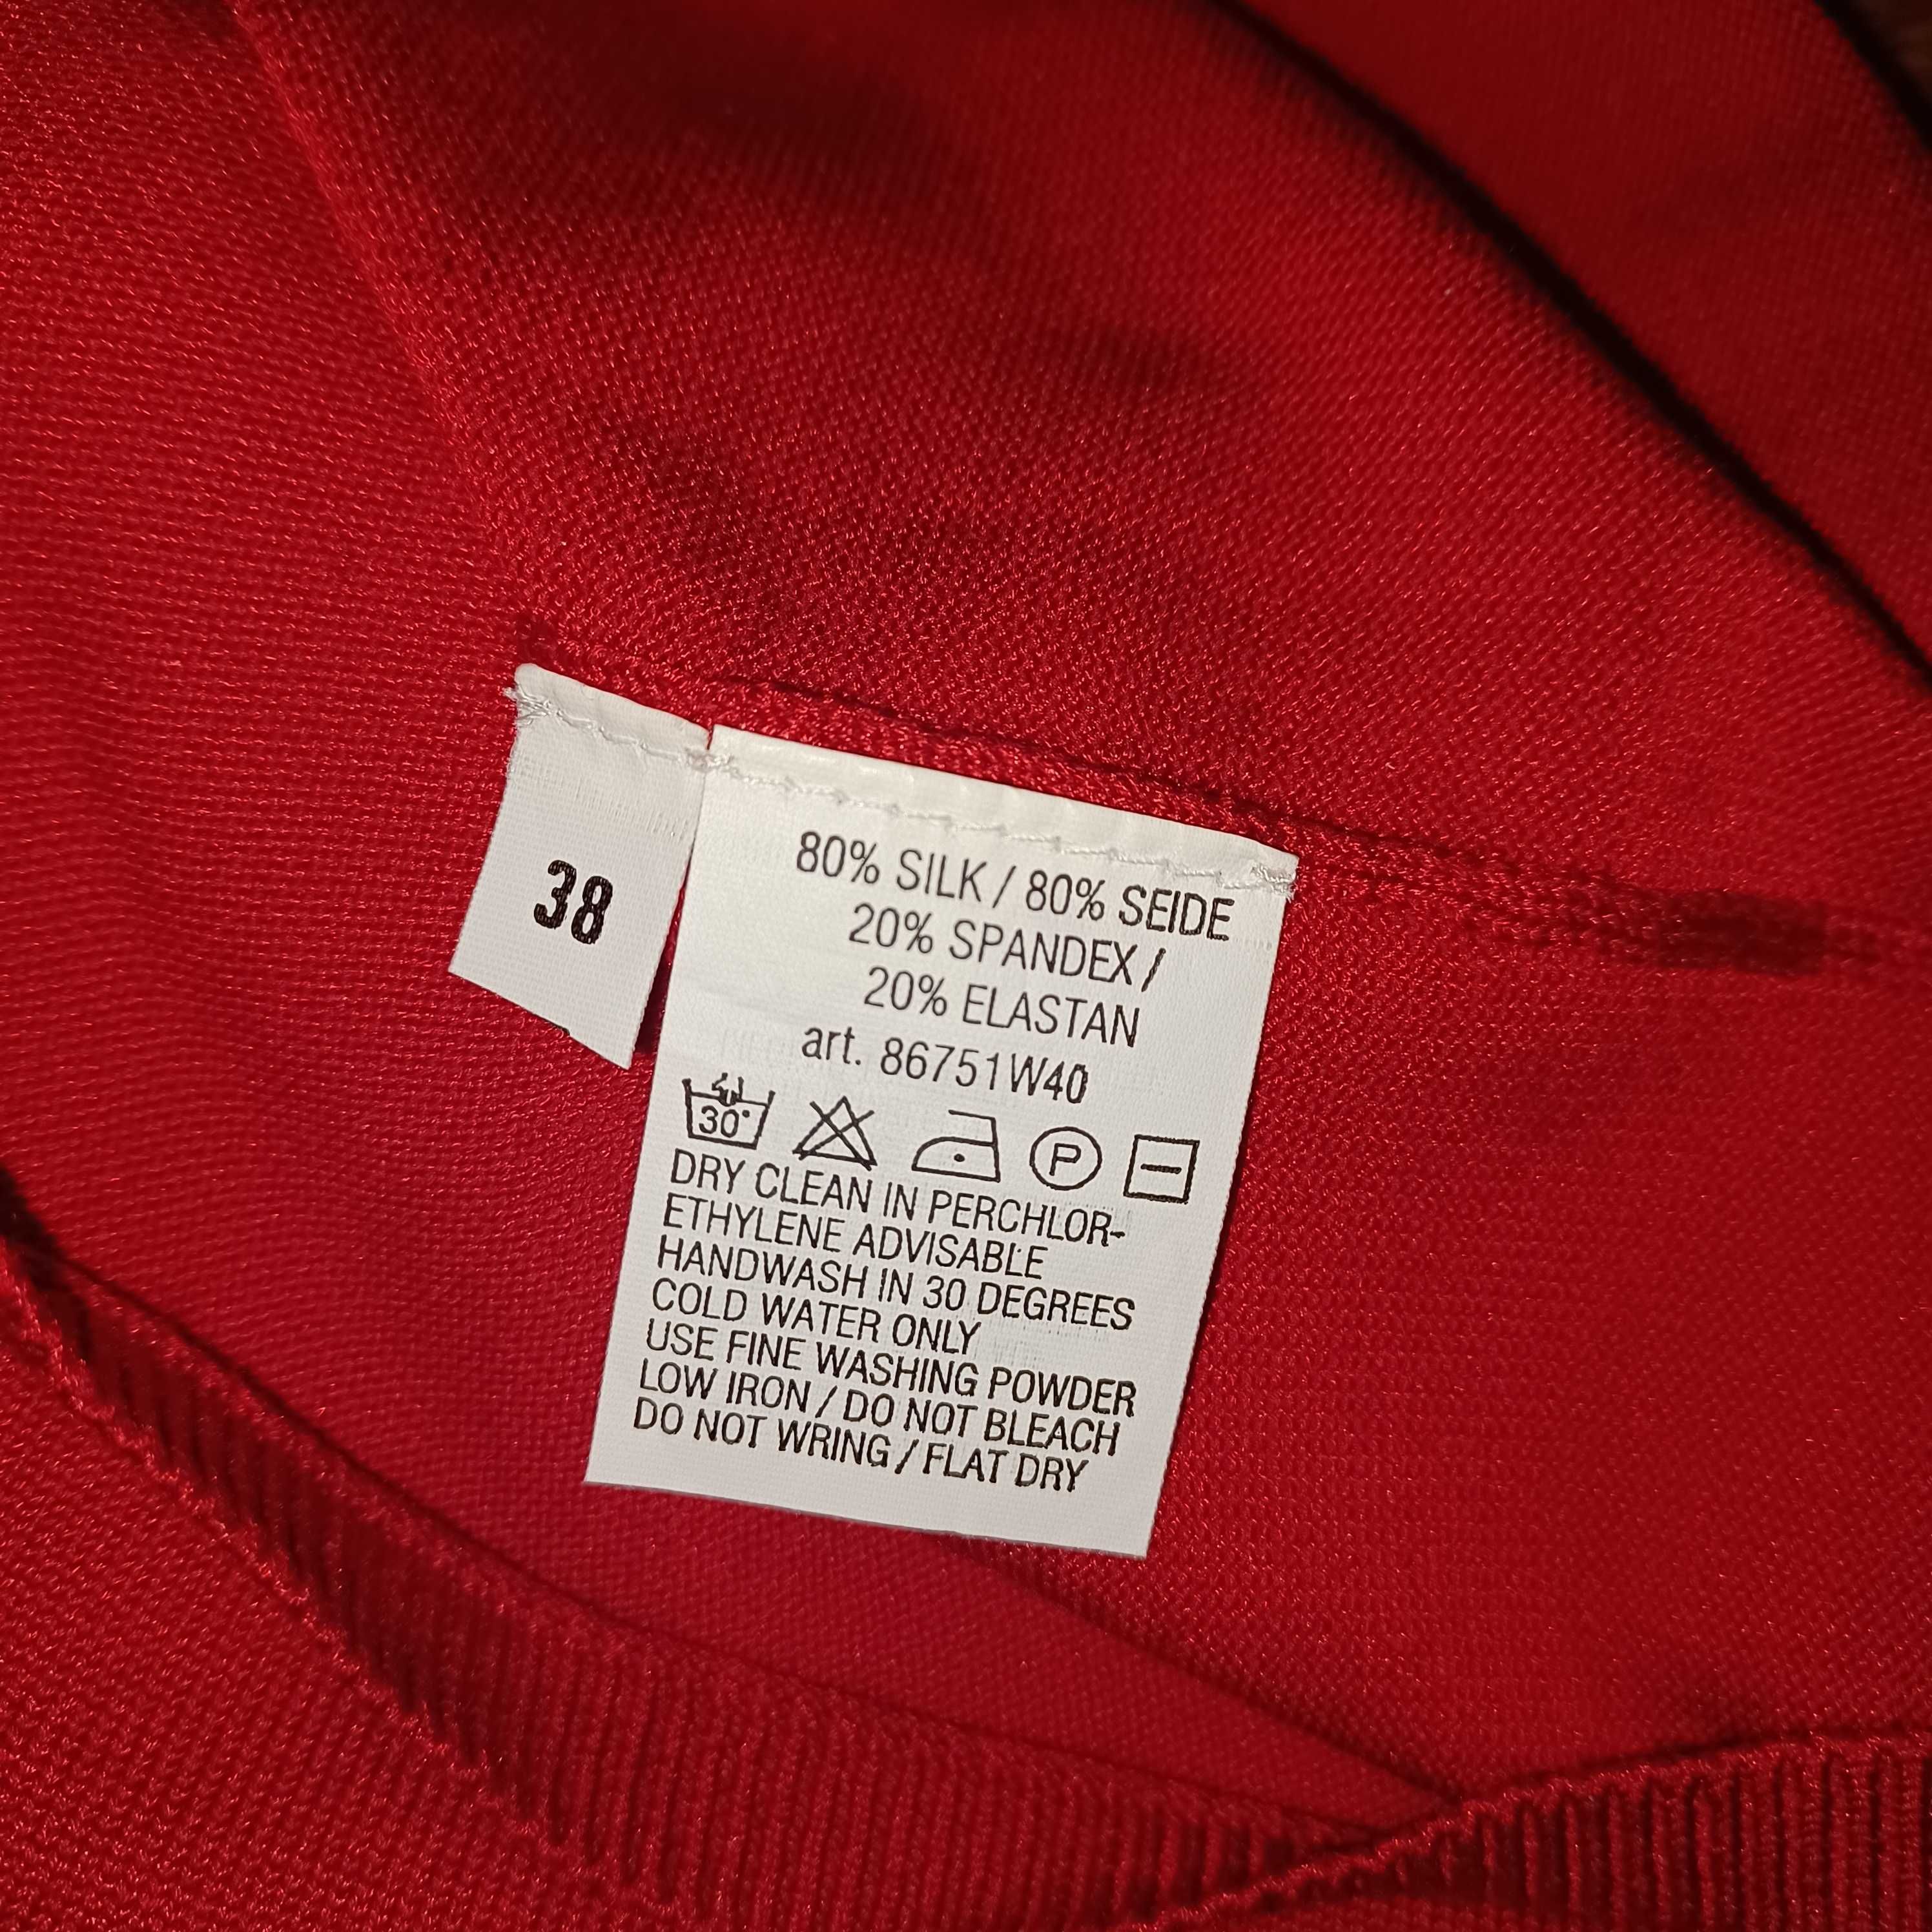 38
80% SILK / 80% SEIDE
20% SPANDEX /
20% ELASTAN
art. 86751W40
30°
P
DRY CLEAN IN PERCHLOR-
ETHYLENE ADVISABLE
HANDWASH IN 30 DEGREES
COLD WATER ONLY
USE FINE WASHING POWDER
LOW IRON / DO NOT BLEACH
DO NOT WRING / FLAT DRY